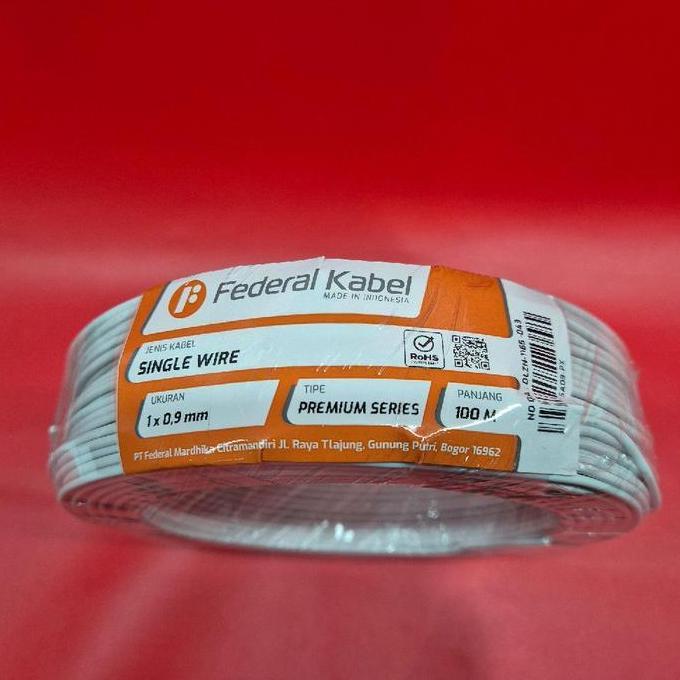 Federal Kabel
MADE IN INDONESIA
JENIS KABEL
SINGLE WIRE
RoHS
UKURAN
1 x 0,9 mm
TIPE
PREMIUM SERIES
PANJANG
100 M
PT Federal Mardhika Citramandiri Jl. Raya Tlajung, Gunung Putri, Bogor 16962